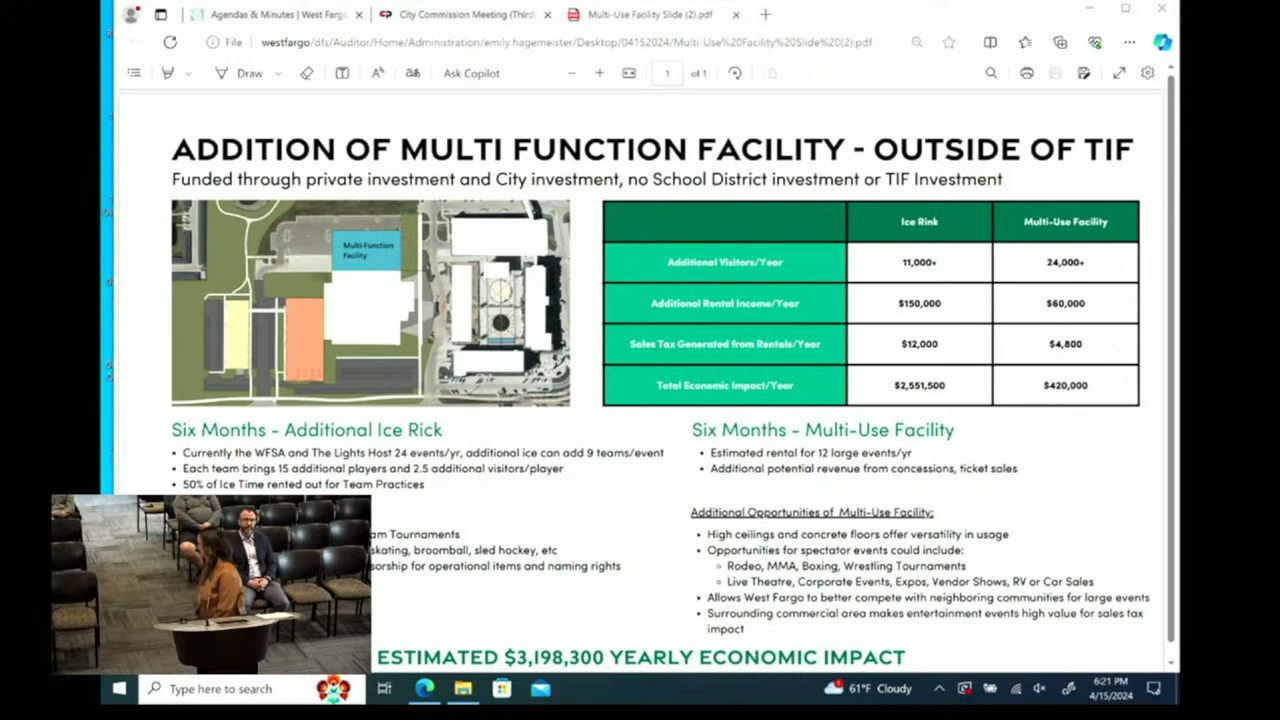 Agendas & Minutes | West Fargo
City Commission Meeting (Third
Multi-Use Facility Slide (2).pdf
File westfargo/dfs/Auditor/Home/Administration/emily.hagemeister/Desktop/04152024/Multi-Use%20Facility%20Slide%20(2).pdf
Draw
Ask Copilot
1 of 1
ADDITION OF MULTI FUNCTION FACILITY - OUTSIDE OF TIF
Funded through private investment and City investment, no School District investment or TIF Investment
Multi-Function
Facility
Ice Rink Multi-Use Facility
Additional Visitors/Year 11,000+ 24,000+
Additional Rental Income/Year $150,000 $60,000
Sales Tax Generated from Rentals/Year $12,000 $4,800
Total Economic Impact/Year $2,551,500 $420,000
Six Months - Additional Ice Rick
• Currently the WFSA and The Lights Host 24 events/yr, additional ice can add 9 teams/event
• Each team brings 15 additional players and 2.5 additional visitors/player
• 50% of Ice Time rented out for Team Practices
am Tournaments
skating, broomball, sled hockey, etc
sorship for operational items and naming rights
Six Months - Multi-Use Facility
• Estimated rental for 12 large events/yr
• Additional potential revenue from concessions, ticket sales
Additional Opportunities of Multi-Use Facility:
• High ceilings and concrete floors offer versatility in usage
• Opportunities for spectator events could include:
◦ Rodeo, MMA, Boxing, Wrestling Tournaments
◦ Live Theatre, Corporate Events, Expos, Vendor Shows, RV or Car Sales
• Allows West Fargo to better compete with neighboring communities for large events
• Surrounding commercial area makes entertainment events high value for sales tax
impact
ESTIMATED $3,198,300 YEARLY ECONOMIC IMPACT
Type here to search
61°F Cloudy
6:21 PM
4/15/2024